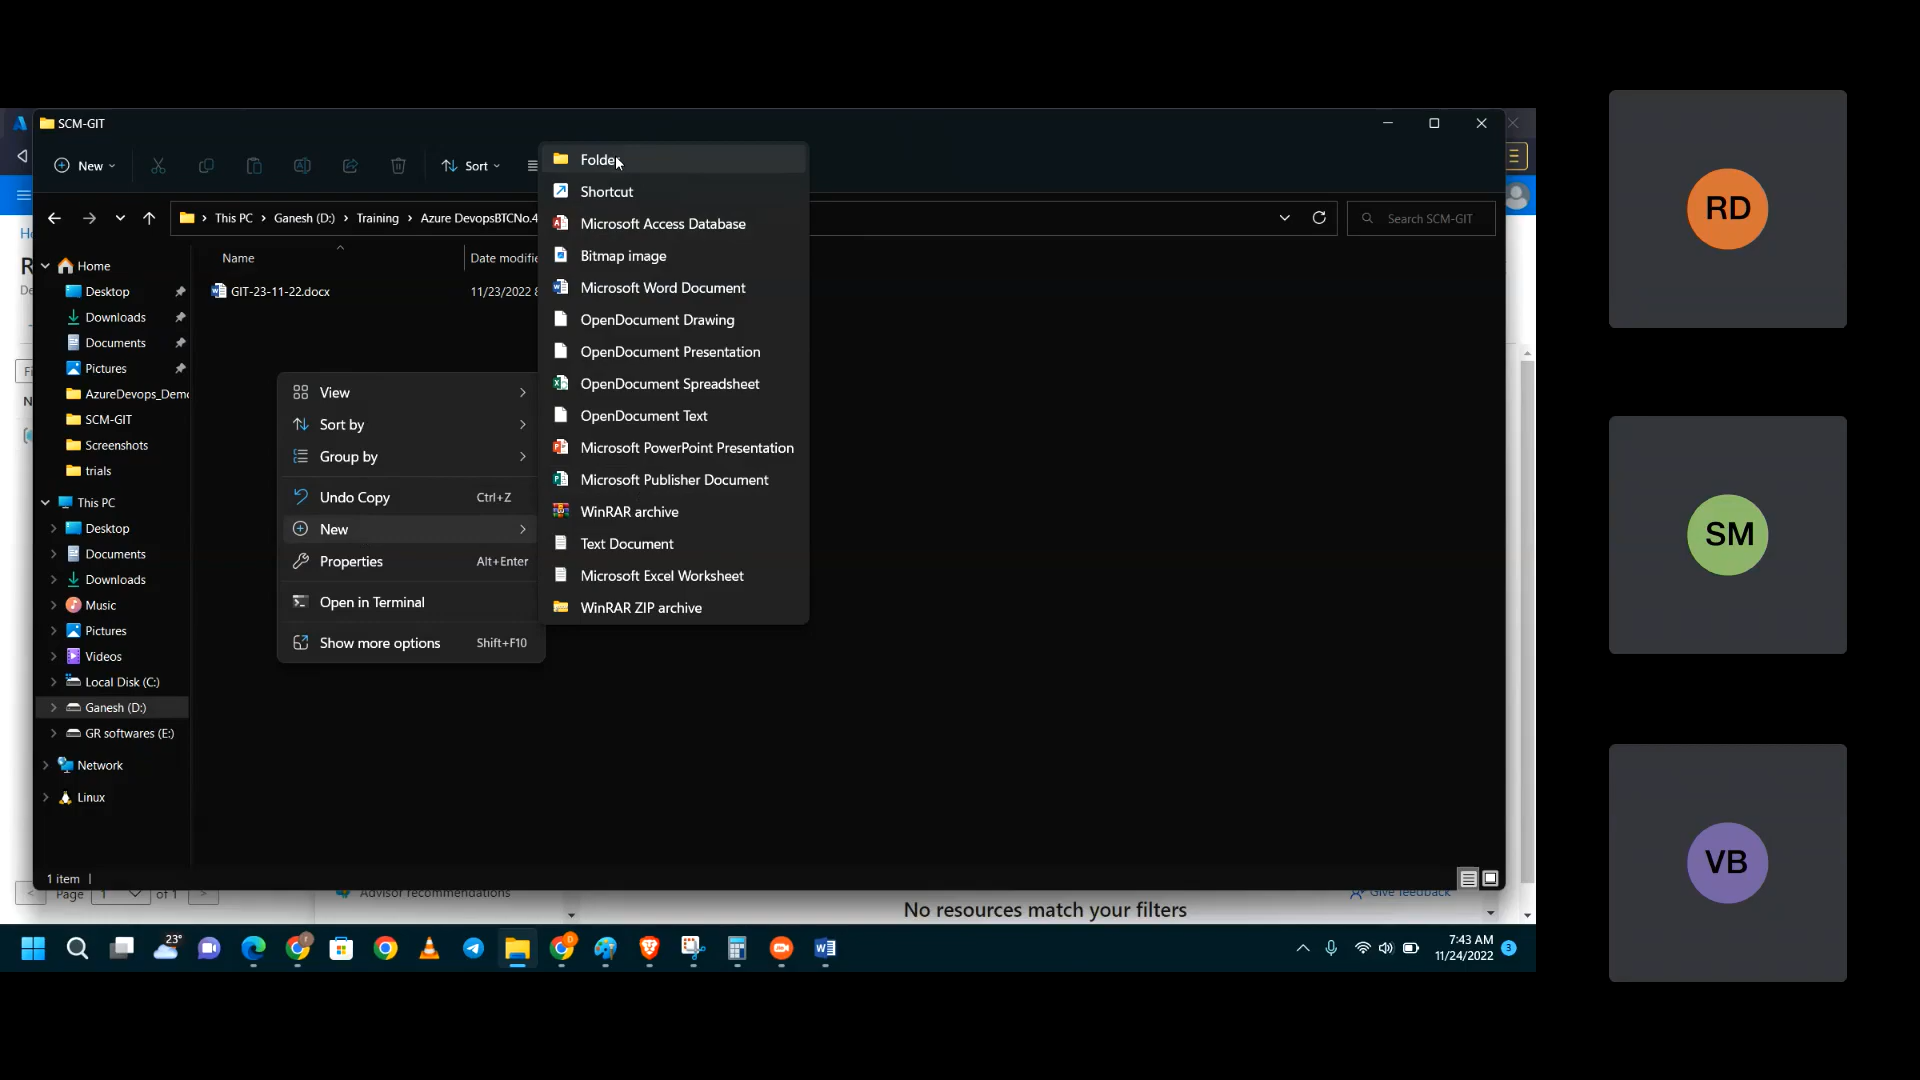 SCM-GIT
New
Sort
This PC
Ganesh (D:)
Training
Azure DevopsBTCNo.4
Search SCM-GIT
Name
Date modifie
GIT-23-11-22.docx
11/23/2022 8
Home
Desktop
Downloads
Documents
Pictures
AzureDevops_Demo
SCM-GIT
Screenshots
trials
This PC
Desktop
Documents
Downloads
Music
Pictures
Videos
Local Disk (C:)
Ganesh (D:)
GR softwares (E:)
Network
Linux
1 item
View
Sort by
Group by
Undo Copy Ctrl+Z
New
Properties Alt+Enter
Open in Terminal
Show more options Shift+F10
Folder
Shortcut
Microsoft Access Database
Bitmap image
Microsoft Word Document
OpenDocument Drawing
OpenDocument Presentation
OpenDocument Spreadsheet
OpenDocument Text
Microsoft PowerPoint Presentation
Microsoft Publisher Document
WinRAR archive
Text Document
Microsoft Excel Worksheet
WinRAR ZIP archive
Page 1 of 1
Advisor recommendations
Give feedback
No resources match your filters
23°
7:43 AM
11/24/2022
3
RD
SM
VB